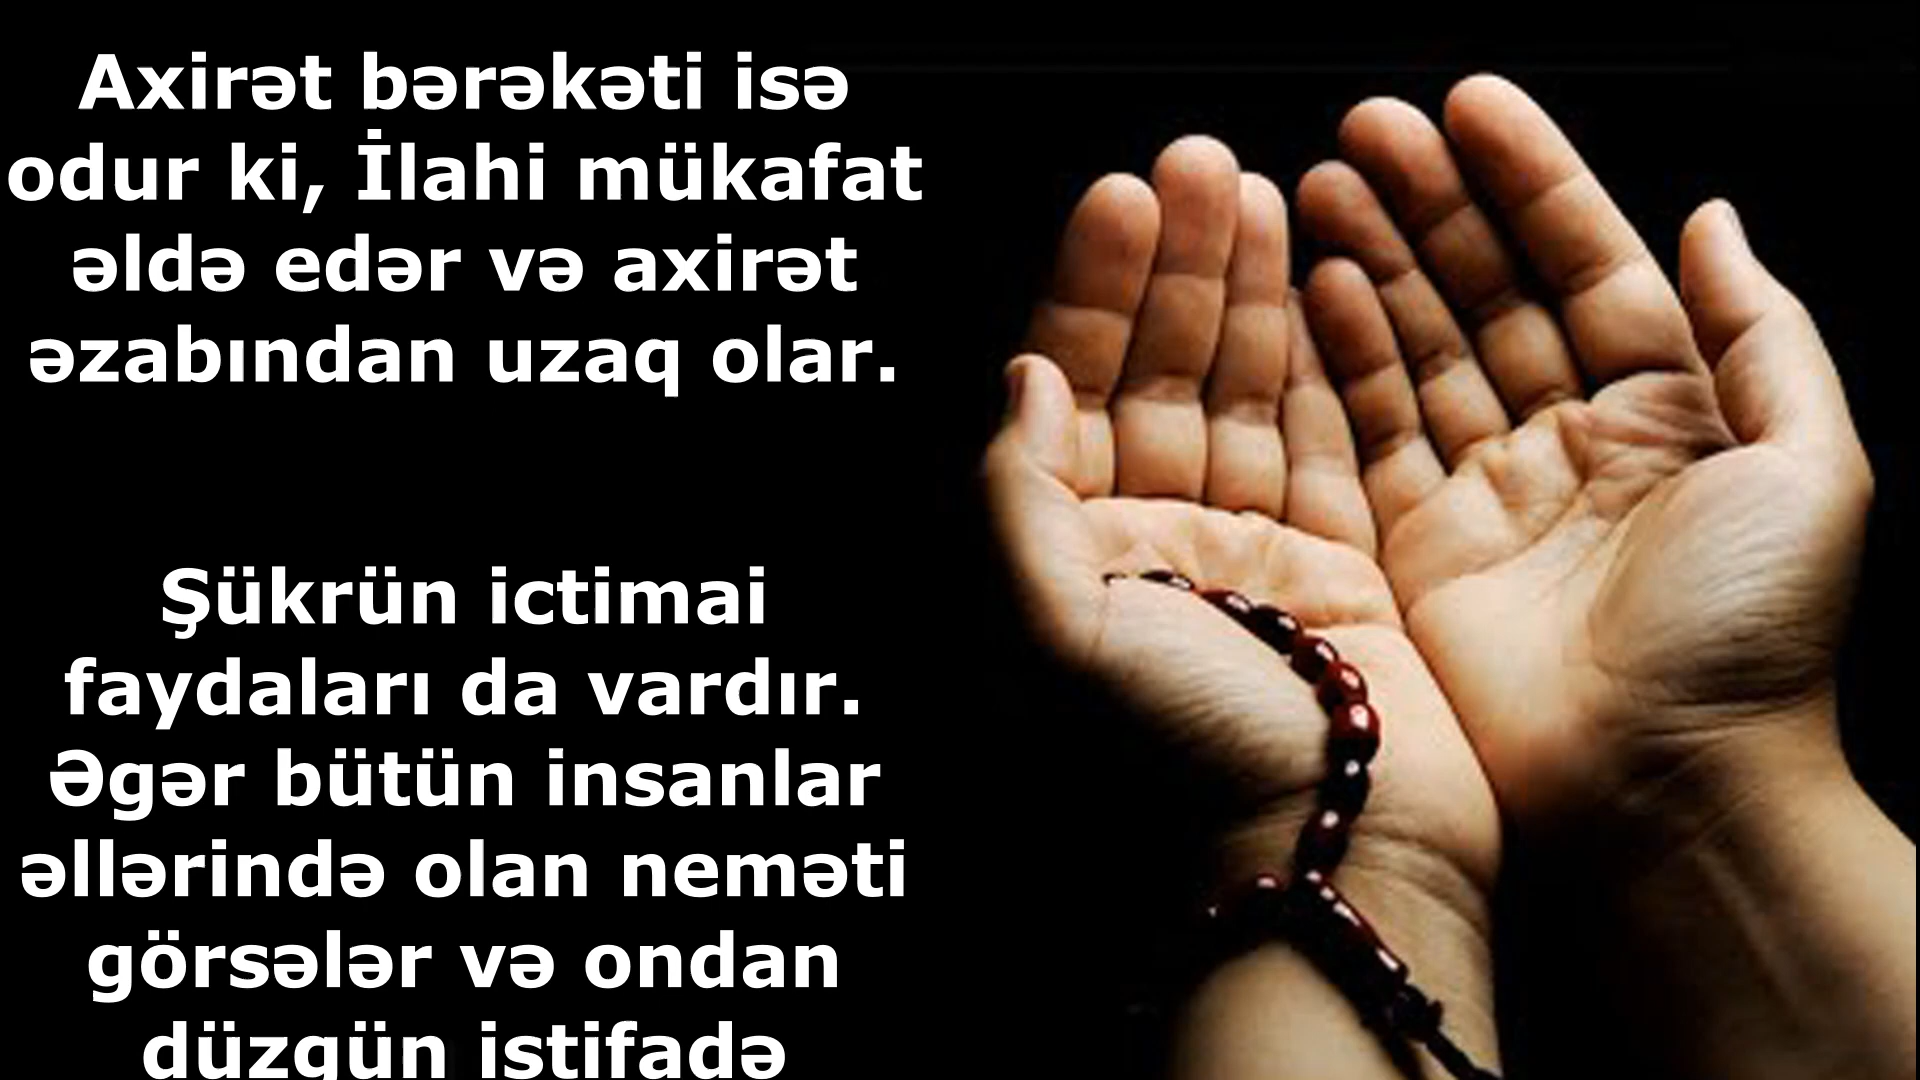 Axirət bərəkəti isə
odur ki, İlahi mükafat
əldə edər və axirət
əzabından uzaq olar.
Şükrün ictimai
faydaları da vardır.
Əgər bütün insanlar
əllərində olan neməti
görsələr və ondan
düzgün istifadə